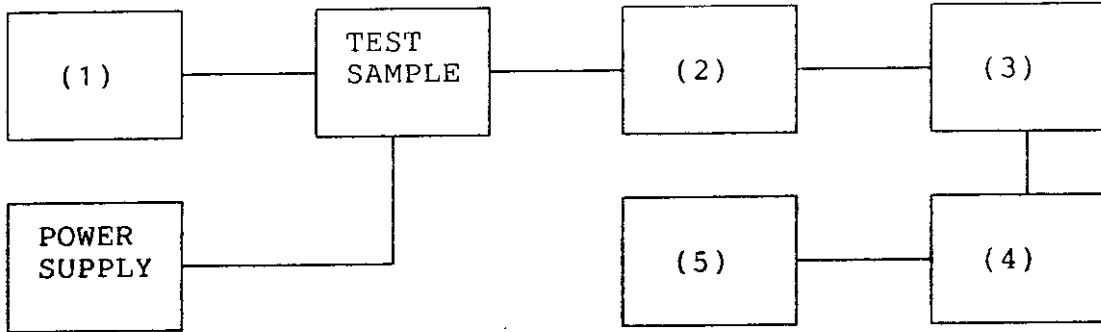 (1)
TEST
SAMPLE
(2)
(3)
POWER
SUPPLY
(5)
(4)